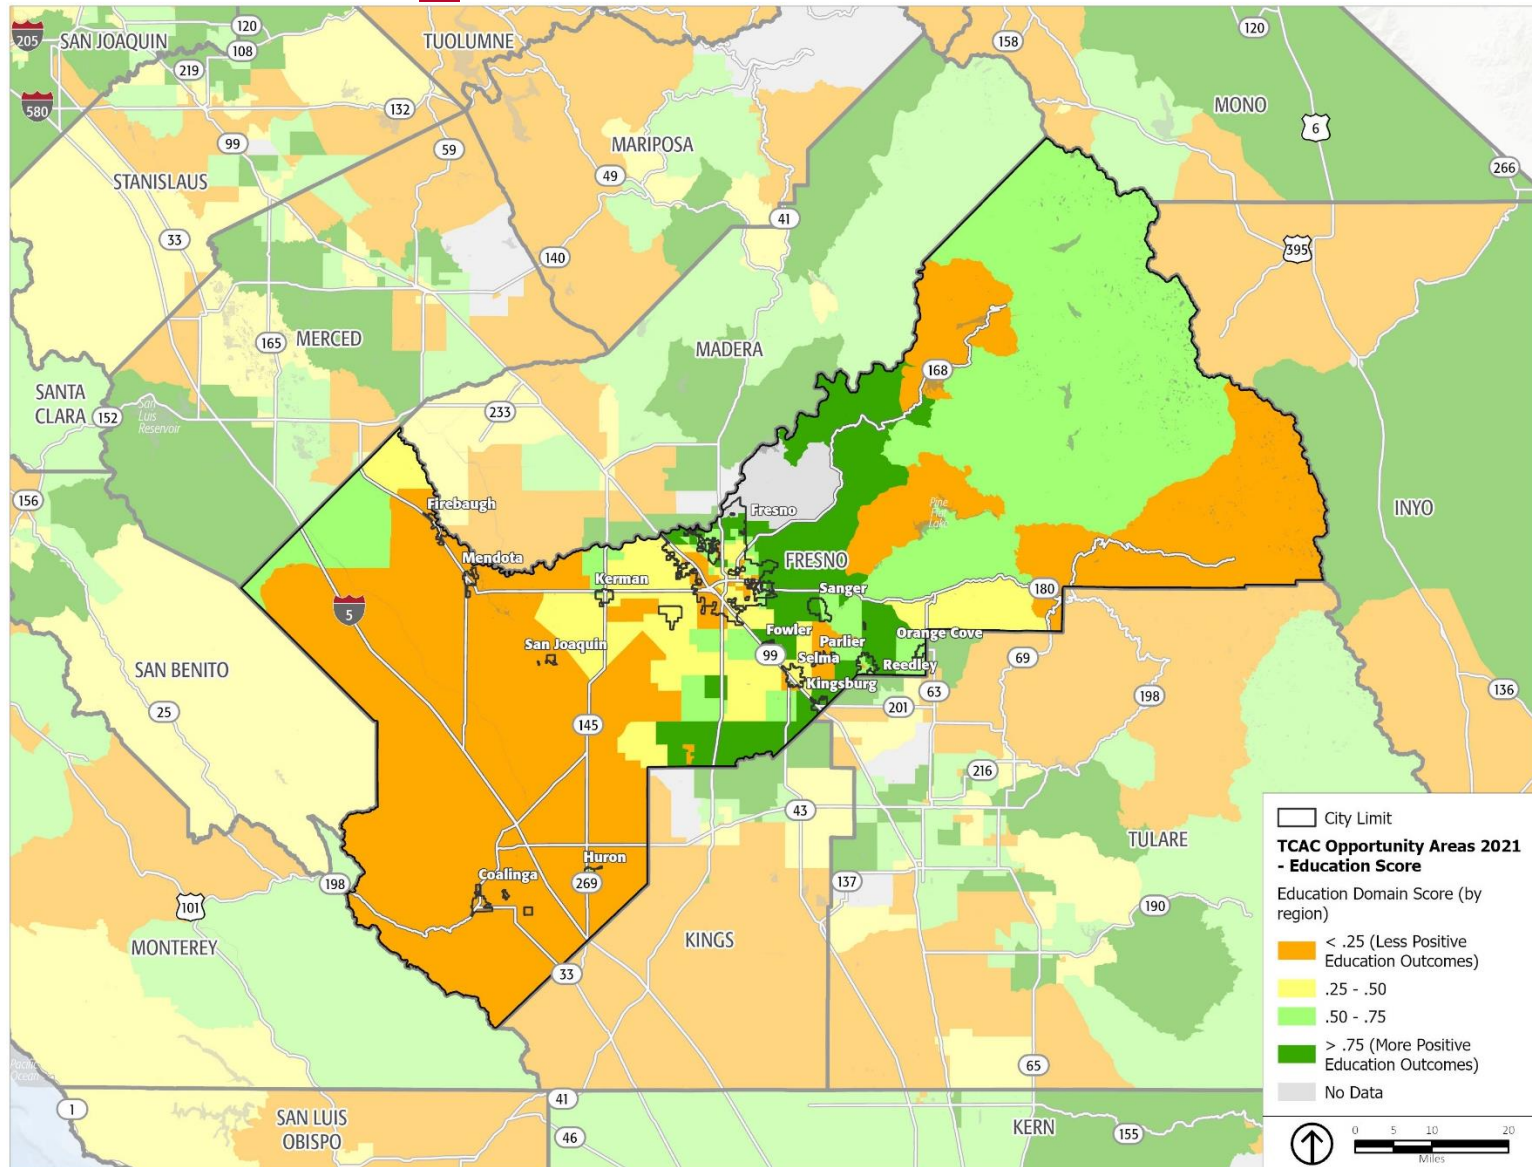 205
SAN JOAQUIN
120
108
219
TUOLUMNE
158
120
580
132
MONO
6
99
59
MARIPOSA
STANISLAUS
49
266
33
41
395
140
165
MERCED
MADERA
168
SANTA
CLARA
152
San
Luis
Reservoir
233
156
Firebaugh
Fresno
Pine
Flat
Lake
INYO
Mendota
FRESNO
Kerman
Sanger
180
5
Fowler
Orange Cove
San Joaquin
Parlier
99
Selma
Reedley
69
SAN BENITO
Kingsburg
63
198
136
25
201
145
216
43
TULARE
Huron
Coalinga
198
269
137
101
190
MONTEREY
KINGS
33
65
Pacific
Ocean
1
41
SAN LUIS
OBISPO
46
KERN
155
City Limit
TCAC Opportunity Areas 2021
- Education Score
Education Domain Score (by
region)
< .25 (Less Positive
Education Outcomes)
.25 - .50
.50 - .75
> .75 (More Positive
Education Outcomes)
No Data
0 5 10 20
Miles